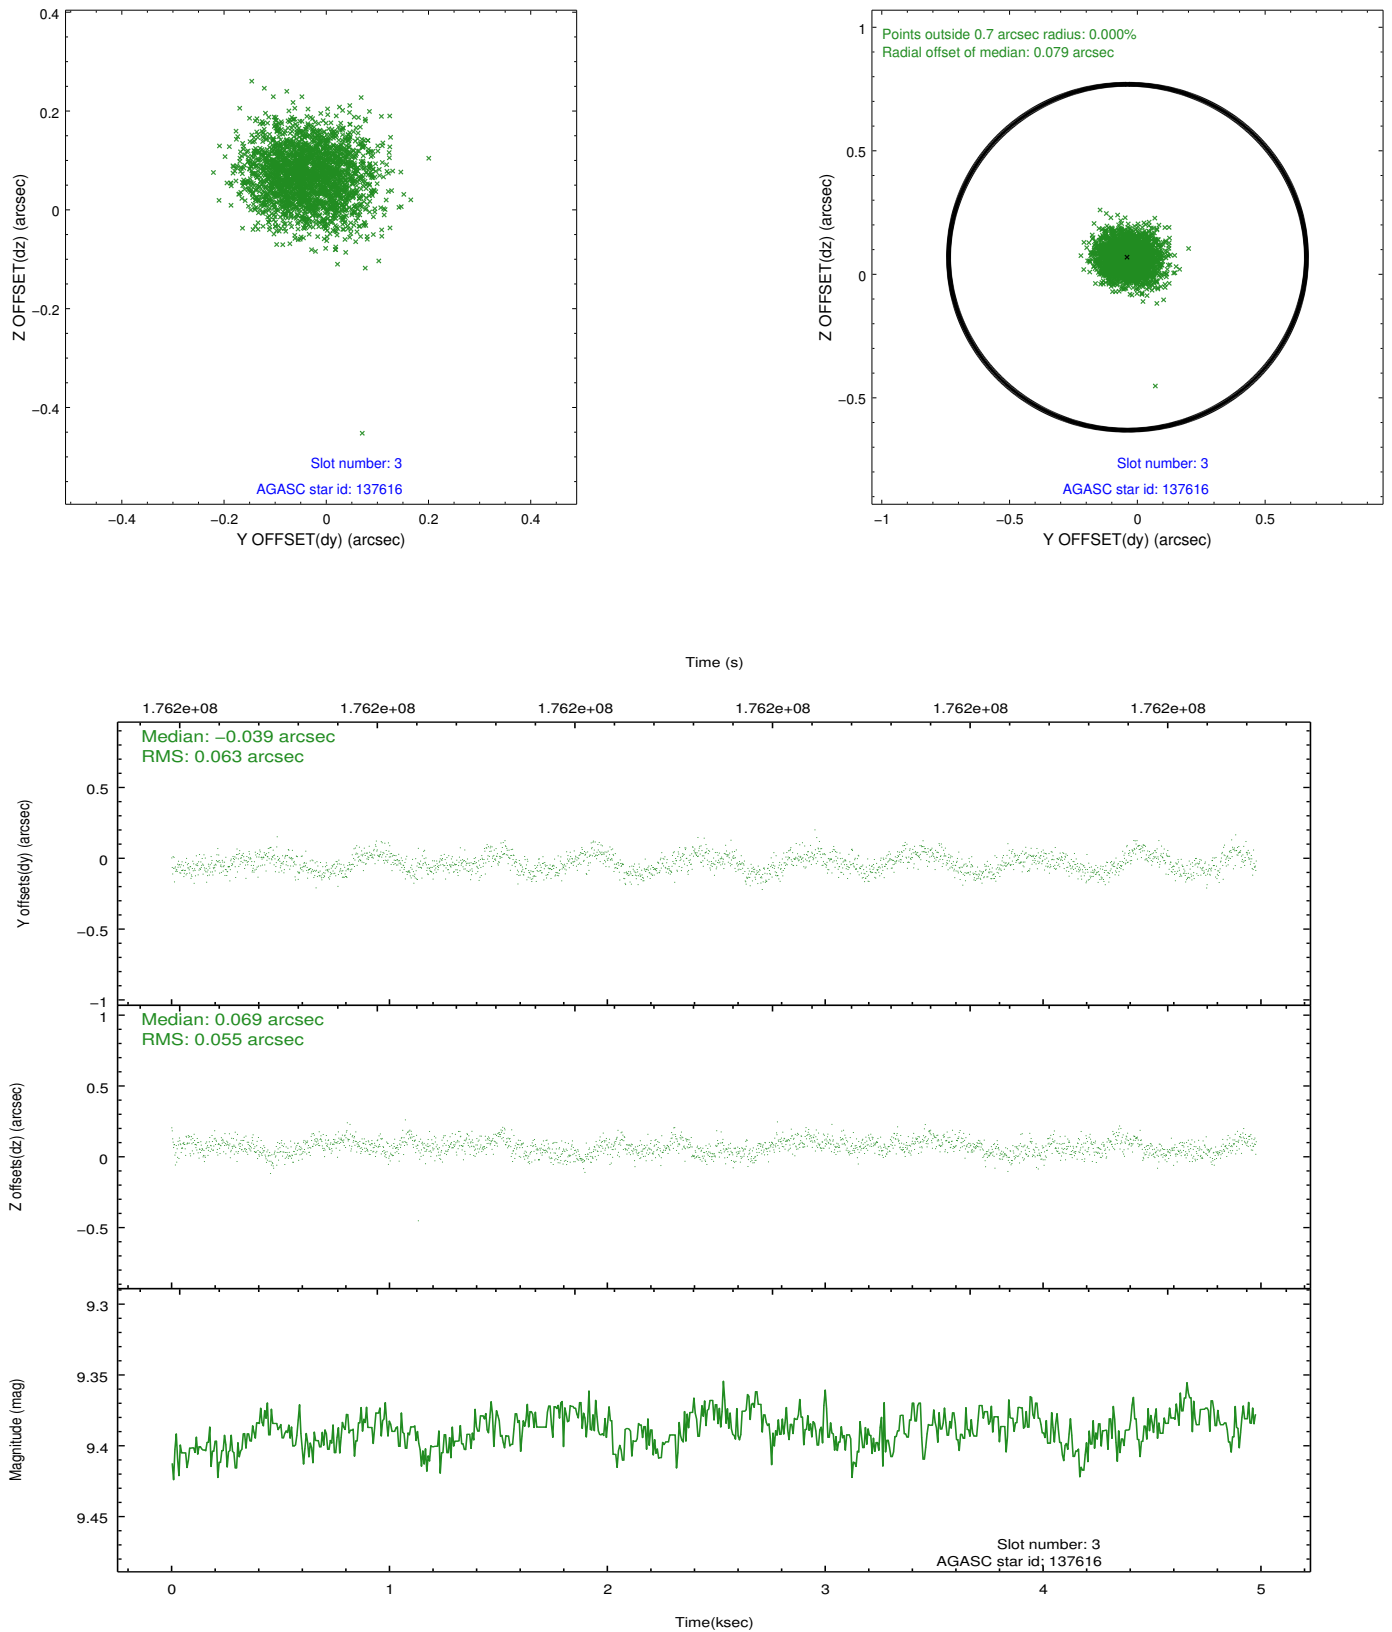 0.4
0.2
0
−0.2
−0.4
Z OFFSET(dz) (arcsec)
Slot number: 3
AGASC star id: 137616
−0.4 −0.2 0 0.2 0.4
Y OFFSET(dy) (arcsec)
Points outside 0.7 arcsec radius: 0.000%
Radial offset of median: 0.079 arcsec
1
0.5
0
−0.5
Z OFFSET(dz) (arcsec)
Slot number: 3
AGASC star id: 137616
−1 −0.5 0 0.5
Y OFFSET(dy) (arcsec)
Time (s)
1.762e+08 1.762e+08 1.762e+08 1.762e+08 1.762e+08 1.762e+08
Median: −0.039 arcsec
RMS: 0.063 arcsec
0.5
0
−0.5
−1
Y offsets(dy) (arcsec)
Median: 0.069 arcsec
RMS: 0.055 arcsec
1
0.5
0
−0.5
Z offsets(dz) (arcsec)
9.3
9.35
9.4
9.45
Magnitude (mag)
Slot number: 3
AGASC star id: 137616
0 1 2 3 4 5
Time(ksec)